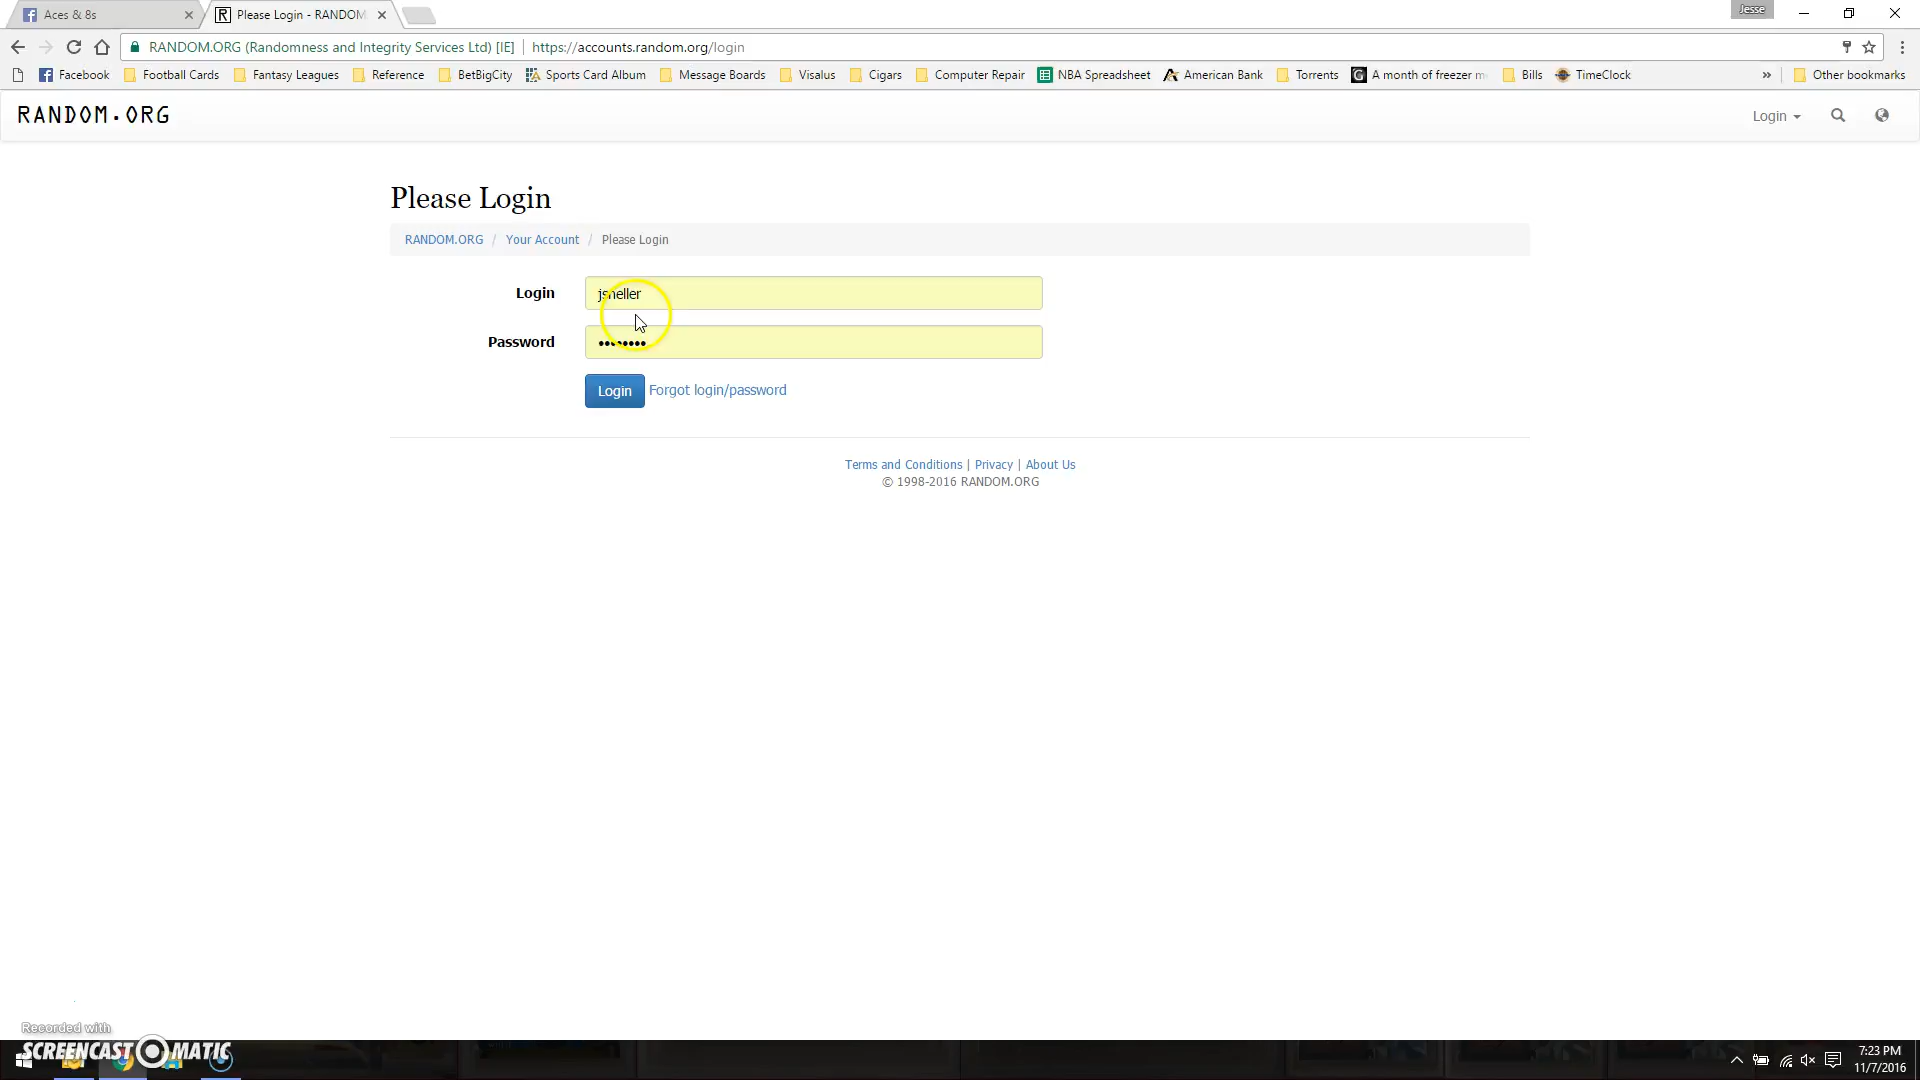 Aces & 8s
Please Login - RANDOM
Jesse
RANDOM.ORG (Randomness and Integrity Services Ltd) [IE] https://accounts.random.org/login
Facebook Football Cards Fantasy Leagues Reference BetBigCity Sports Card Album Message Boards Visalus Cigars Computer Repair NBA Spreadsheet American Bank Torrents A month of freezer Bills TimeClock » Other bookmarks
RANDOM.ORG
Login
Please Login
RANDOM.ORG / Your Account / Please Login
Login
Password ••••••••
Login Forgot login/password
Terms and Conditions | Privacy | About Us
© 1998-2016 RANDOM.ORG
Recorded with
SCREENCAST MATIC
7:23 PM
11/7/2016